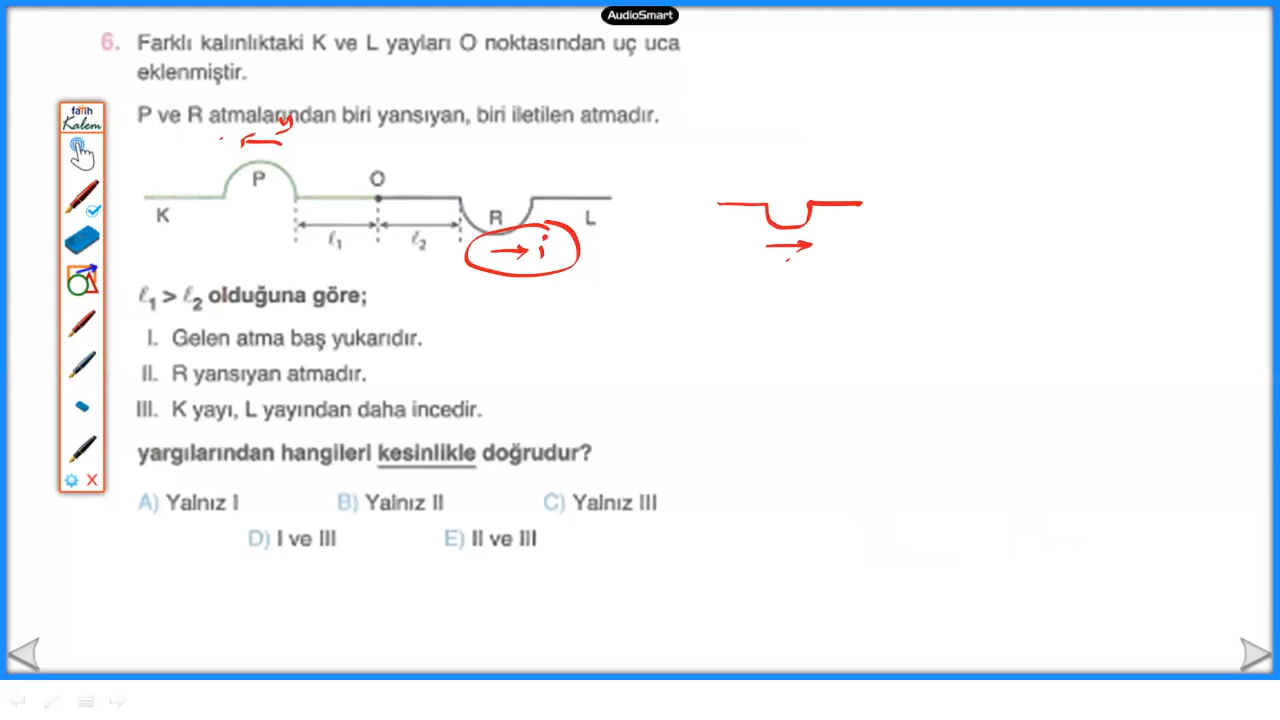 AudioSmart
6. Farklı kalınlıktaki K ve L yayları O noktasından uç uca
eklenmiştir.
P ve R atmalarından biri yansıyan, biri iletilen atmadır.
fatih
Kalem
y
P
O
K
R
L
ℓ₁
ℓ₂
i
ℓ₁ > ℓ₂ olduğuna göre;
I. Gelen atma baş yukarıdır.
II. R yansıyan atmadır.
III. K yayı, L yayından daha incedir.
yargılarından hangileri kesinlikle doğrudur?
A) Yalnız I B) Yalnız II C) Yalnız III
D) I ve III E) II ve III
X